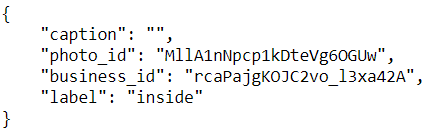 {
    "caption": "",
    "photo_id": "MllA1nNpcp1kDteVg6OGUw",
    "business_id": "rcaPajgKOJC2vo_l3xa42A",
    "label": "inside"
}